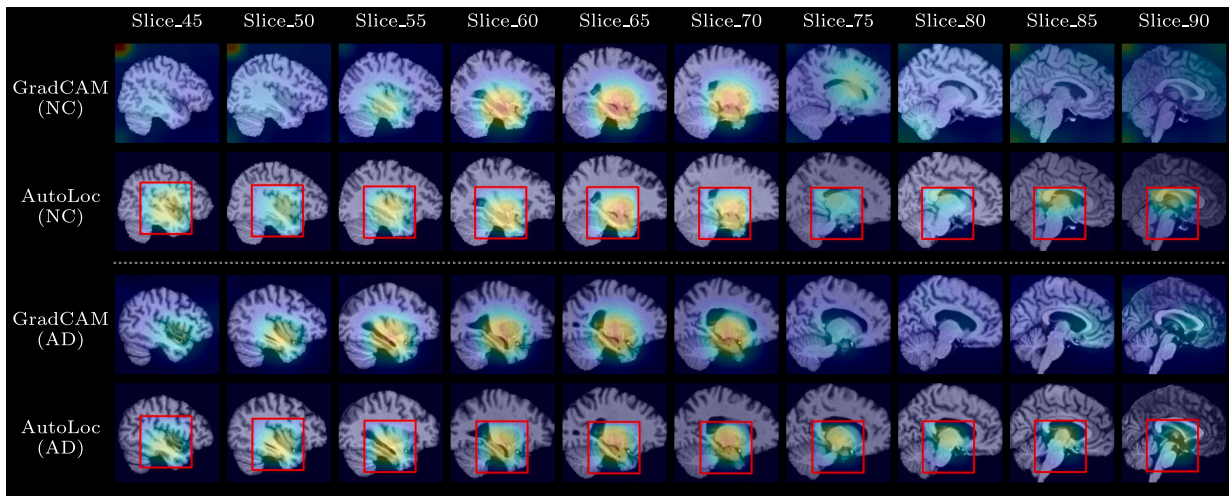 Slice_45 Slice_50 Slice_55 Slice_60 Slice_65 Slice_70 Slice_75 Slice_80 Slice_85 Slice_90
GradCAM
(NC)
AutoLoc
(NC)
GradCAM
(AD)
AutoLoc
(AD)